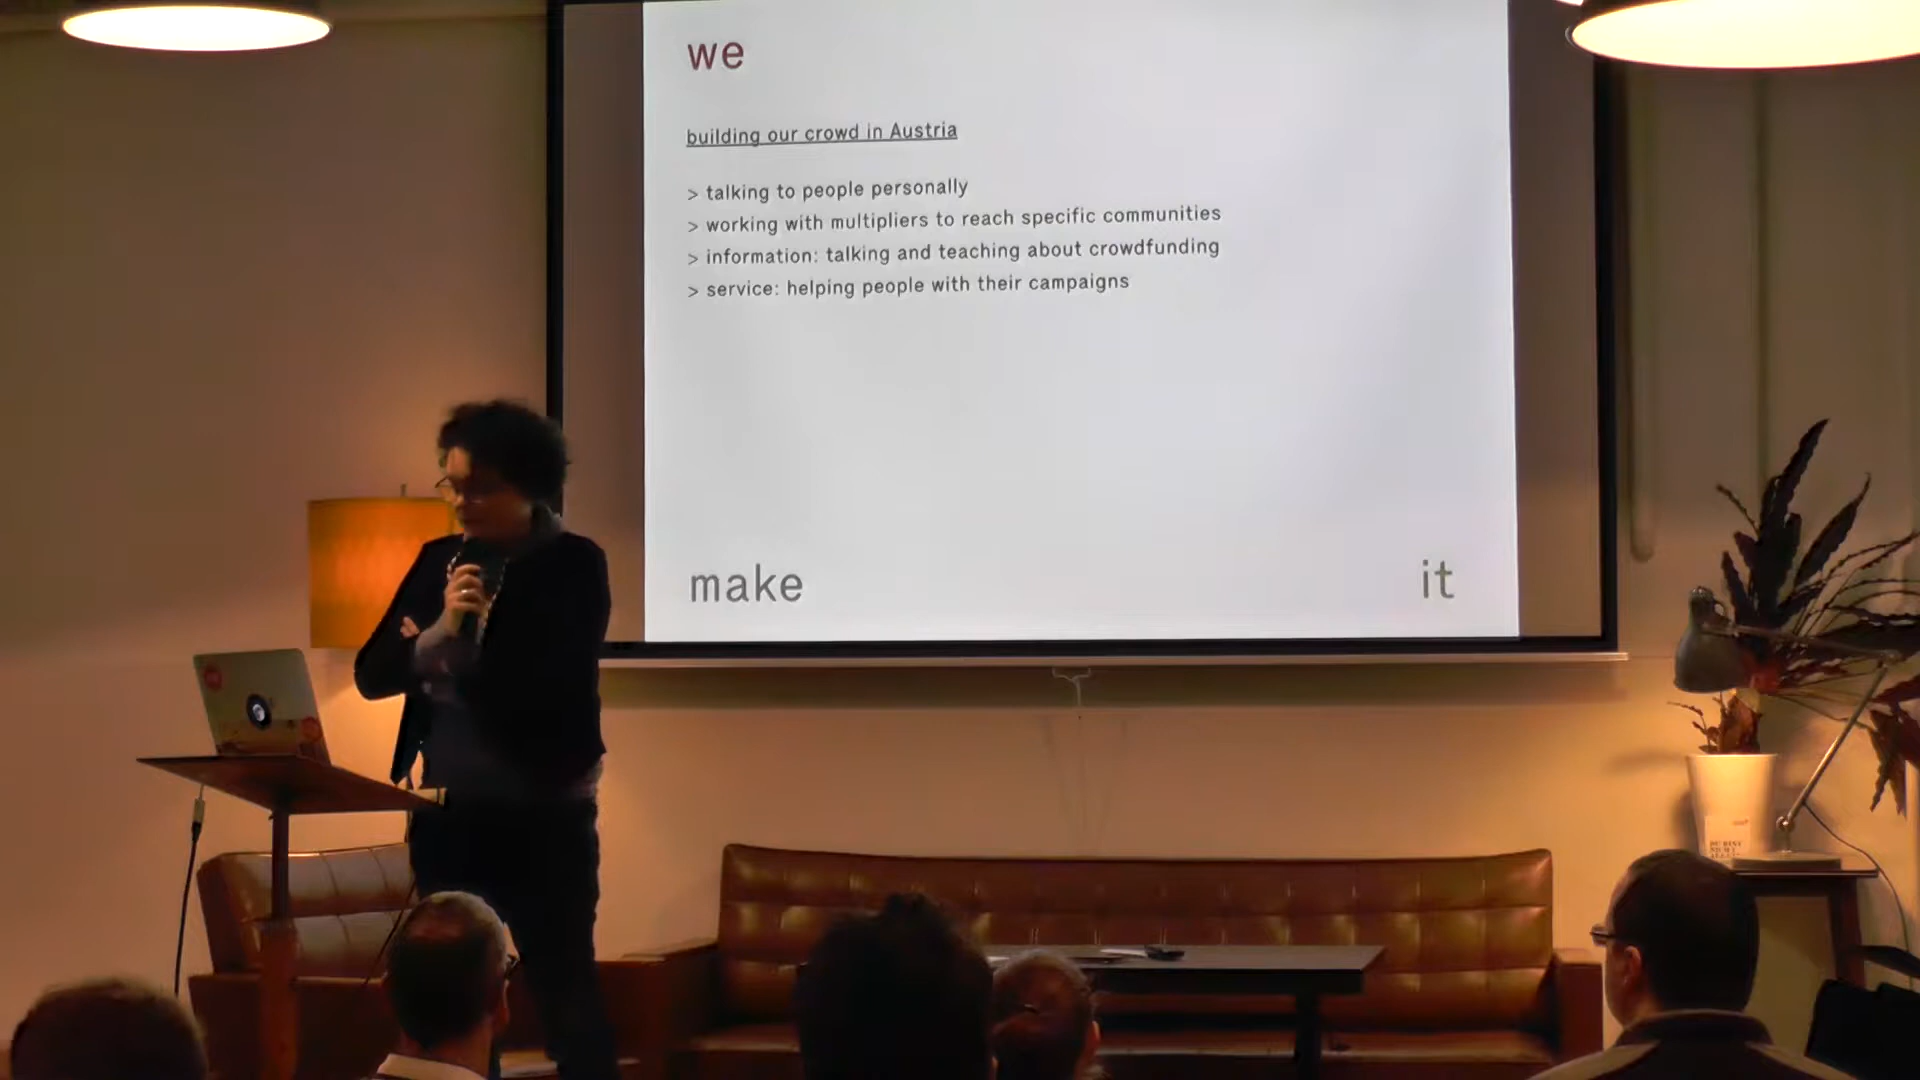 we
building our crowd in Austria
> talking to people personally
> working with multipliers to reach specific communities
> information: talking and teaching about crowdfunding
> service: helping people with their campaigns
make it